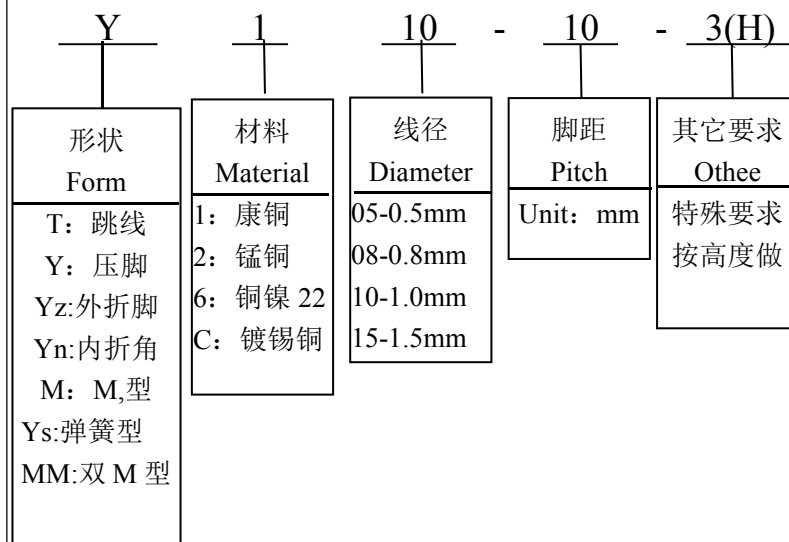 Y 1 10 - 10 - 3(H)
形状
Form
T：跳线
Y：压脚
Yz:外折脚
Yn:内折角
M：M,型
Ys:弹簧型
MM:双 M 型
材料
Material
1：康铜
2：锰铜
6：铜镍 22
C：镀锡铜
线径
Diameter
05-0.5mm
08-0.8mm
10-1.0mm
15-1.5mm
脚距
Pitch
Unit：mm
其它要求
Othee
特殊要求
按高度做